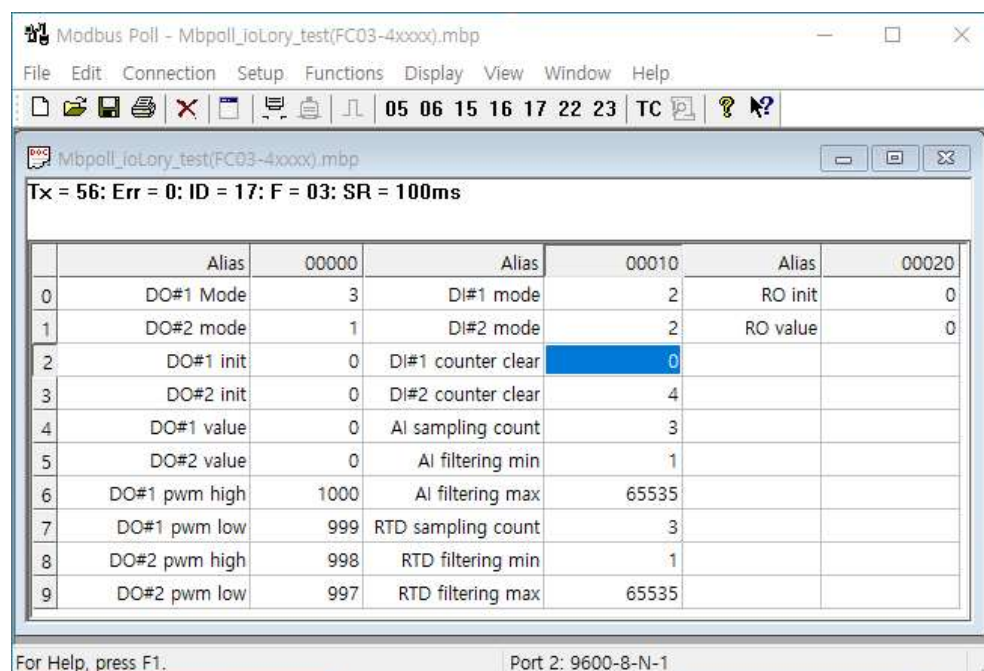 Modbus Poll - Mbpoll_ioLory_test(FC03-4xxxx).mbp
File Edit Connection Setup Functions Display View Window Help
05 06 15 16 17 22 23 TC
Mbpoll_ioLory_test(FC03-4xxxx).mbp
Tx = 56: Err = 0: ID = 17: F = 03: SR = 100ms
Alias 00000 Alias 00010 Alias 00020
0 DO#1 Mode 3 DI#1 mode 2 RO init 0
1 DO#2 mode 1 DI#2 mode 2 RO value 0
2 DO#1 init 0 DI#1 counter clear 0
3 DO#2 init 0 DI#2 counter clear 4
4 DO#1 value 0 AI sampling count 3
5 DO#2 value 0 AI filtering min 1
6 DO#1 pwm high 1000 AI filtering max 65535
7 DO#1 pwm low 999 RTD sampling count 3
8 DO#2 pwm high 998 RTD filtering min 1
9 DO#2 pwm low 997 RTD filtering max 65535
For Help, press F1. Port 2: 9600-8-N-1